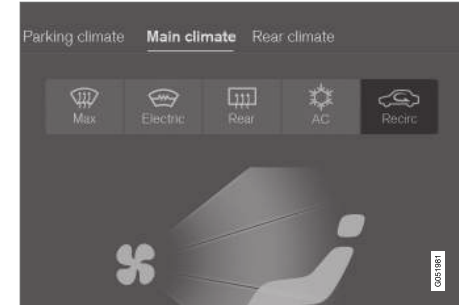 Parking climate Main climate Rear climate
Max Electric Rear AC Recirc
G051981